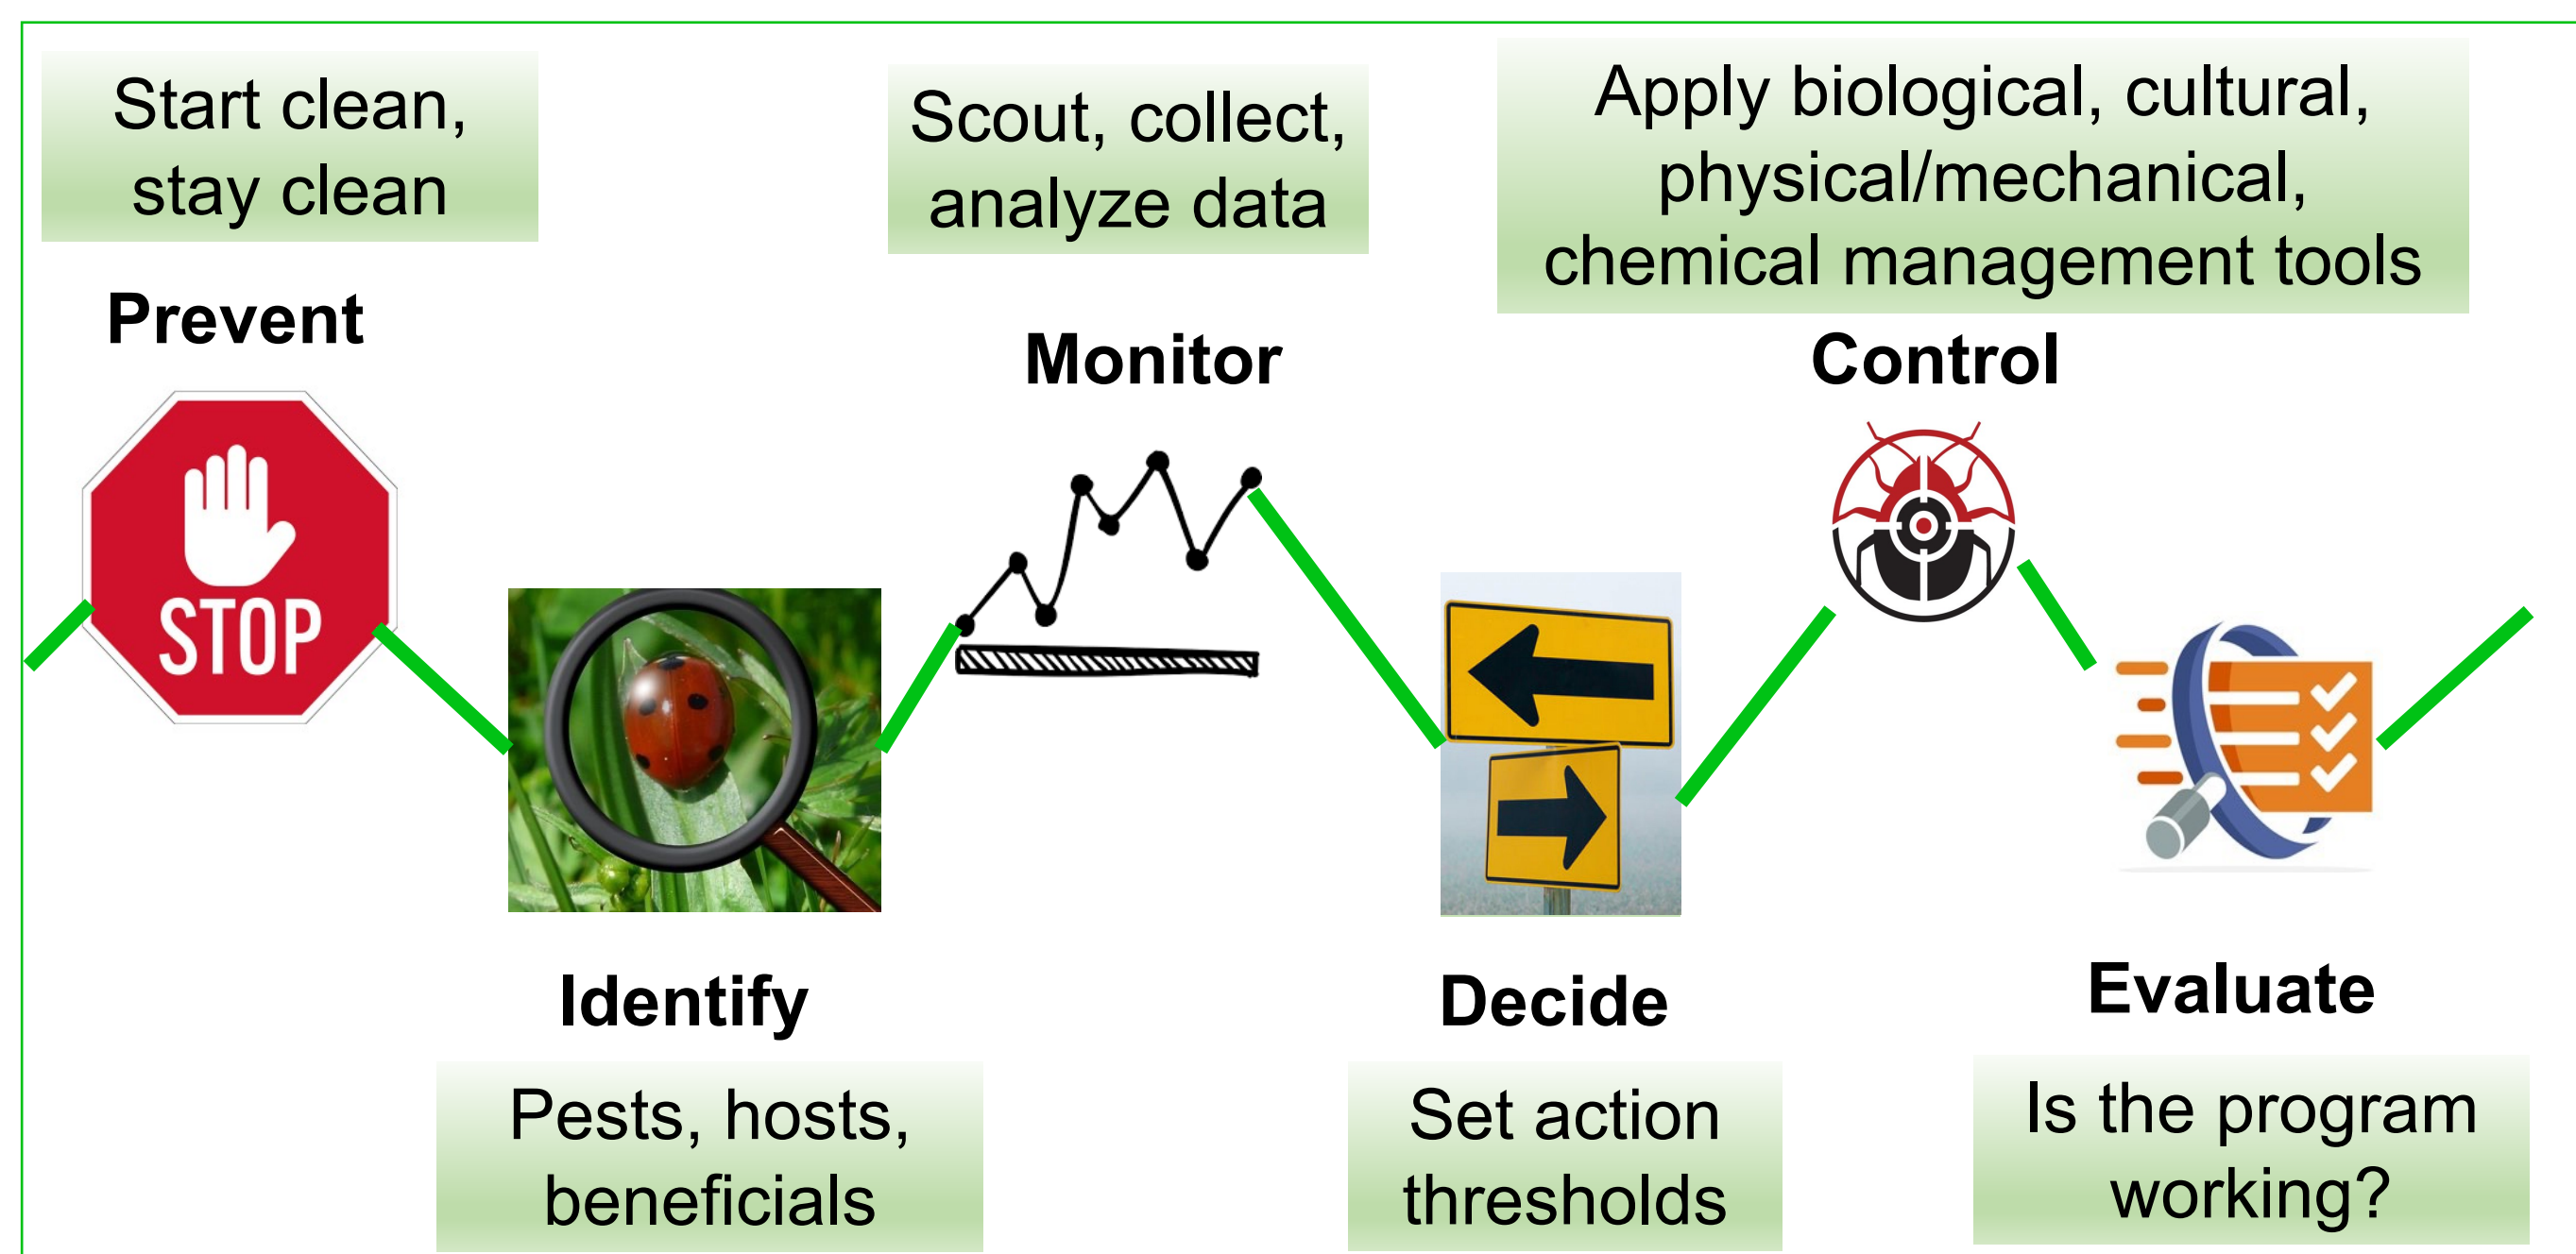 Start clean,
stay clean
Prevent
STOP
Identify
Pests, hosts,
beneficials
Scout, collect,
analyze data
Monitor
Decide
Set action
thresholds
Apply biological, cultural,
physical/mechanical,
chemical management tools
Control
Evaluate
Is the program
working?